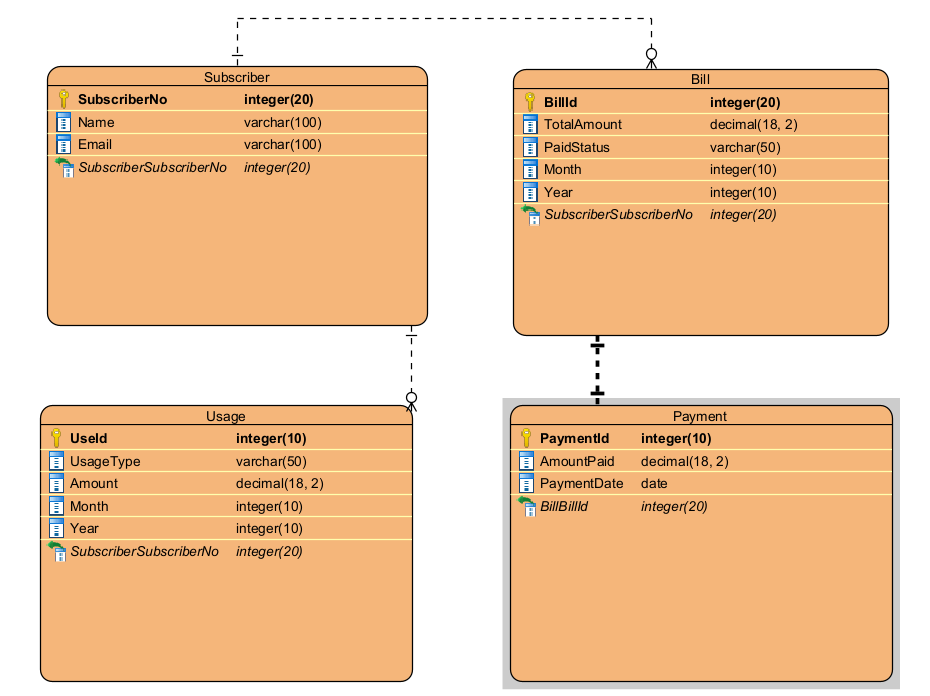 Subscriber
SubscriberNo integer(20)
Name varchar(100)
Email varchar(100)
SubscriberSubscriberNo integer(20)
Bill
BillId integer(20)
TotalAmount decimal(18, 2)
PaidStatus varchar(50)
Month integer(10)
Year integer(10)
SubscriberSubscriberNo integer(20)
Usage
UseId integer(10)
UsageType varchar(50)
Amount decimal(18, 2)
Month integer(10)
Year integer(10)
SubscriberSubscriberNo integer(20)
Payment
PaymentId integer(10)
AmountPaid decimal(18, 2)
PaymentDate date
BillBillId integer(20)